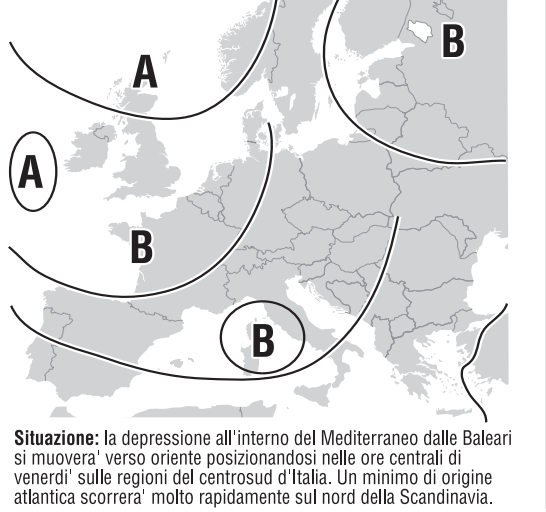 A
B
A
B
B
Situazione: la depressione all'interno del Mediterraneo dalle Baleari
si muovera' verso oriente posizionandosi nelle ore centrali di
venerdi' sulle regioni del centrosud d'Italia. Un minimo di origine
atlantica scorrera' molto rapidamente sul nord della Scandinavia.